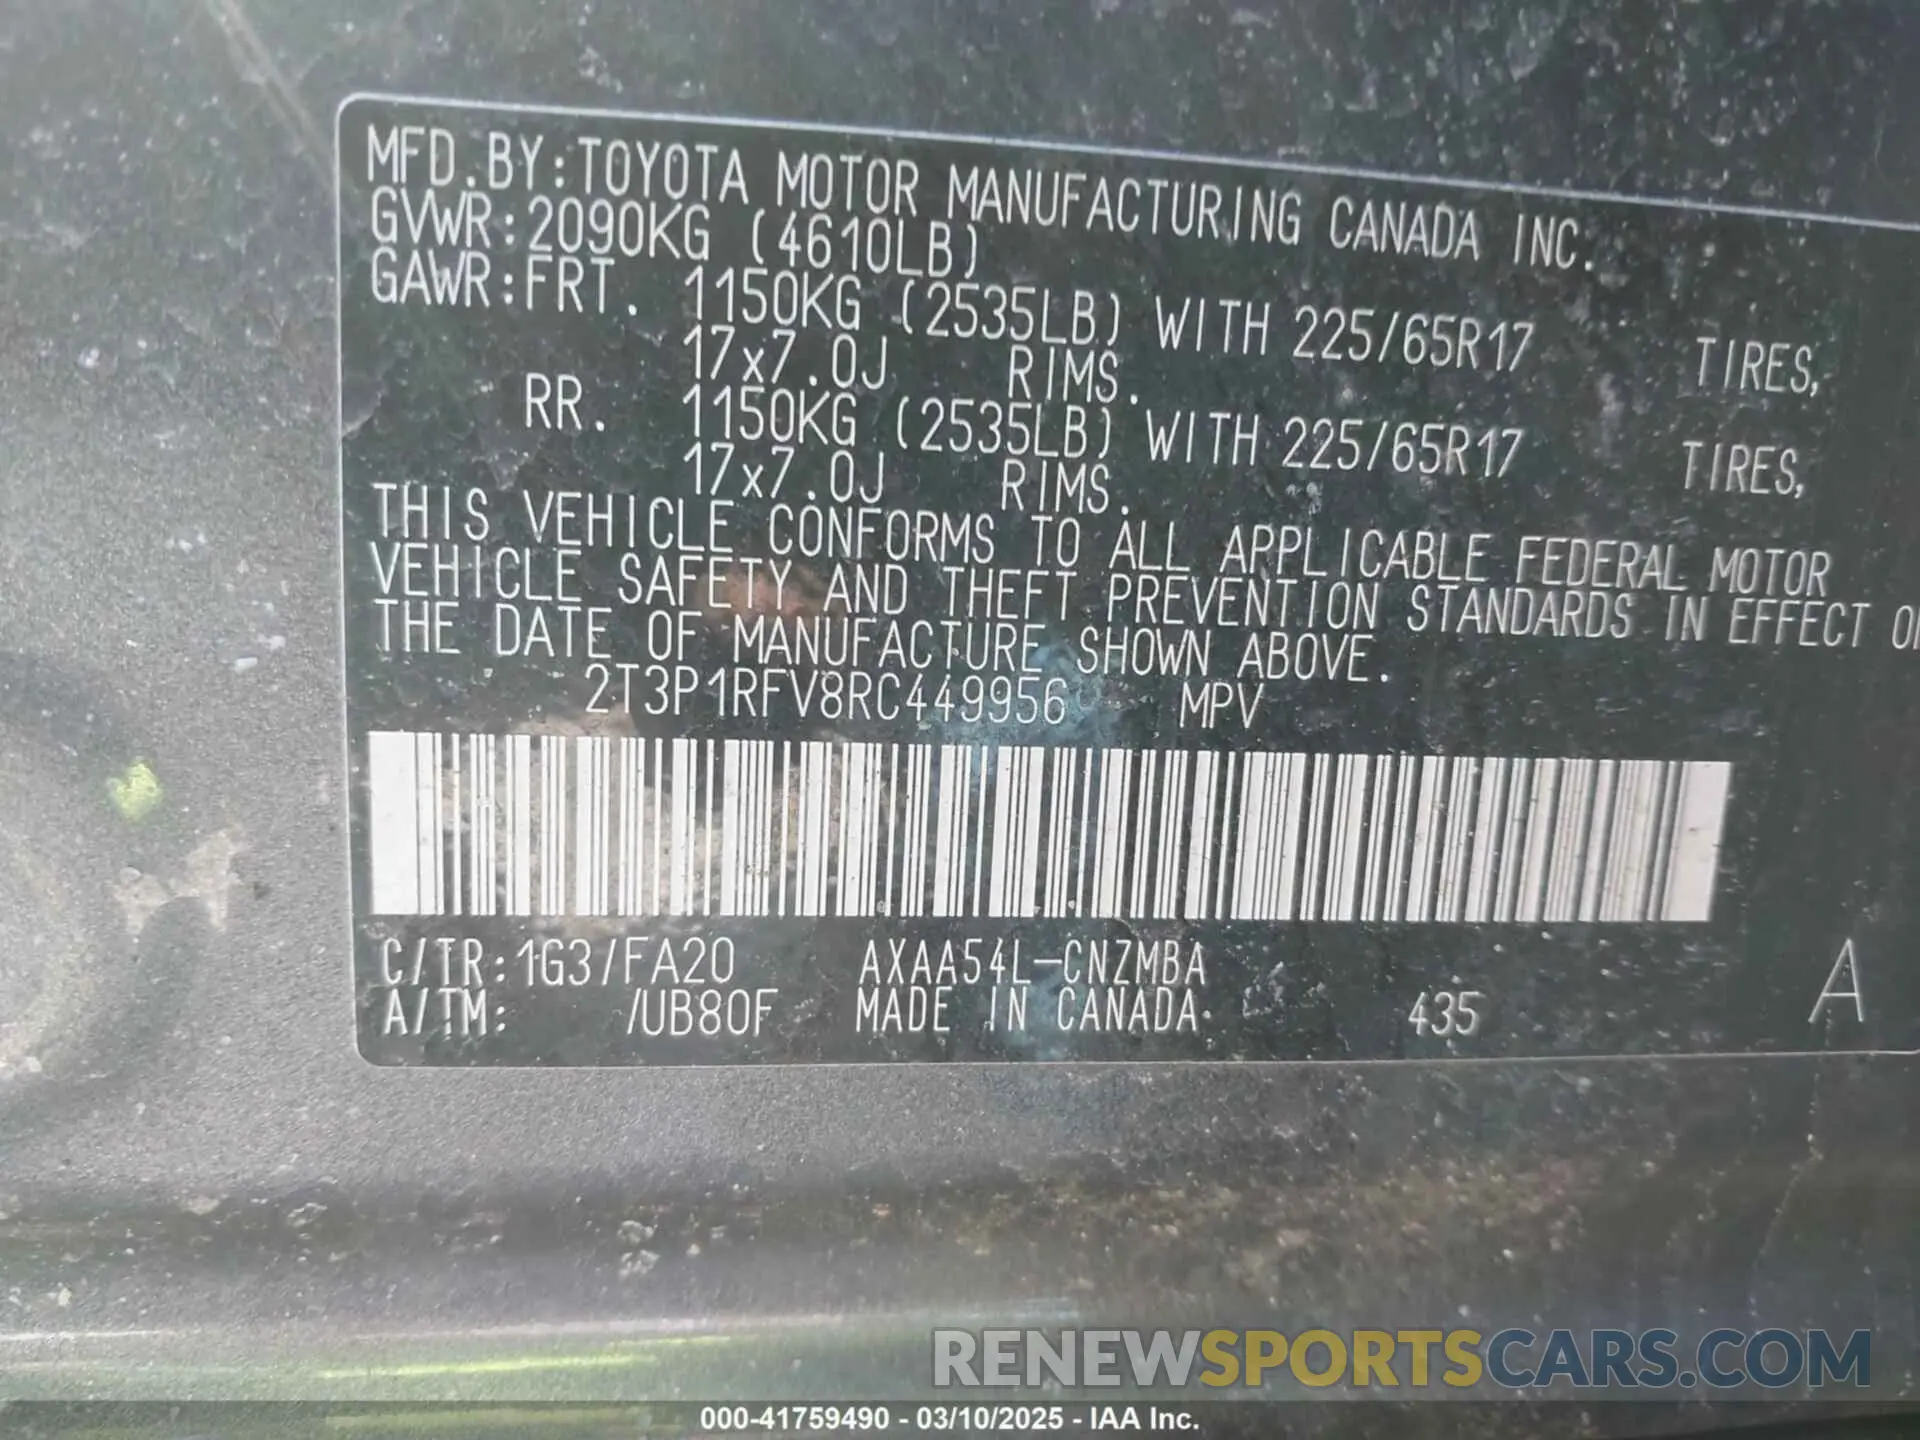 MFD.BY:TOYOTA MOTOR MANUFACTURING CANADA INC.
GVWR:2090KG (4610LB)
GAWR:FRT. 1150KG (2535LB) WITH 225/65R17 TIRES,
17x7.0J RIMS.
RR. 1150KG (2535LB) WITH 225/65R17 TIRES,
17x7.0J RIMS.
THIS VEHICLE CONFORMS TO ALL APPLICABLE FEDERAL MOTOR
VEHICLE SAFETY AND THEFT PREVENTION STANDARDS IN EFFECT
THE DATE OF MANUFACTURE SHOWN ABOVE.
2T3P1RFV8RC449956 MPV
C/TR:1G3/FA20 AXAA54L-CNZMBA A
A/TM: /UB80F MADE IN CANADA 435
RENEWSPORTSCARS.COM
000-41759490 - 03/10/2025 - IAA Inc.